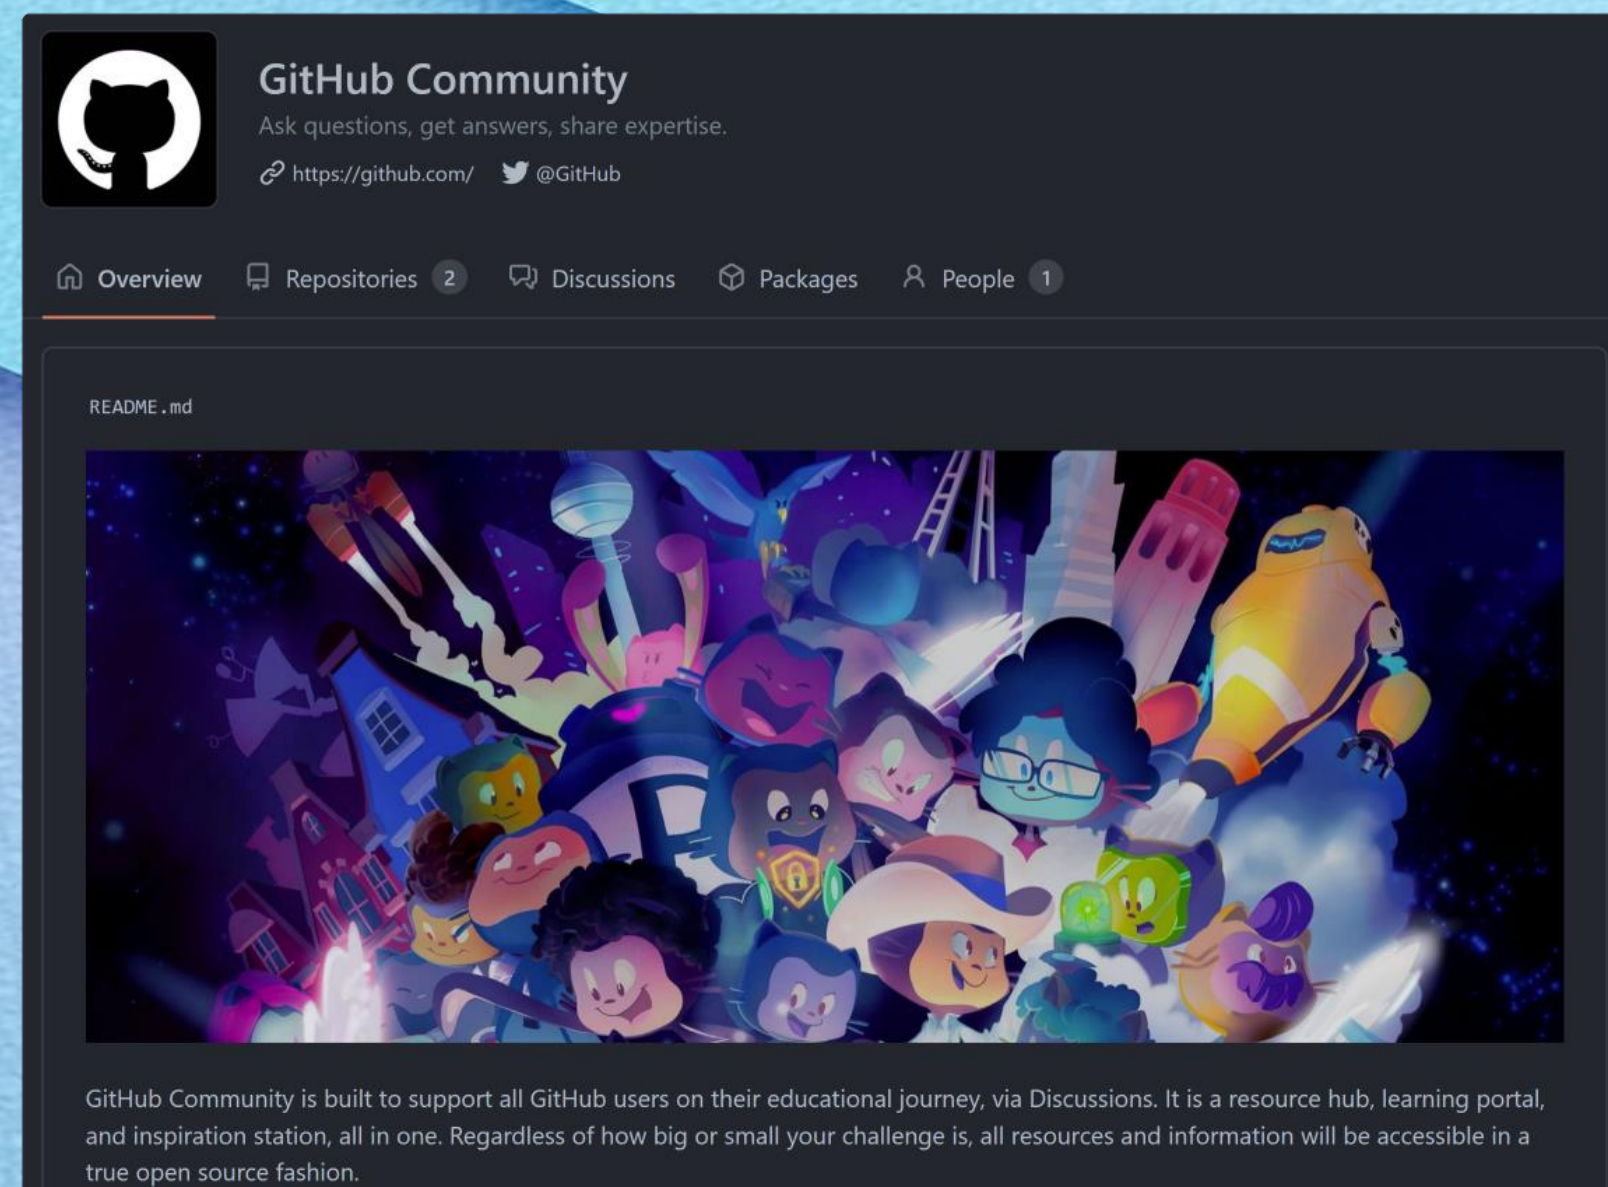 GitHub Community
Ask questions, get answers, share expertise.
https://github.com/ @GitHub
Overview Repositories 2 Discussions Packages People 1
README.md
GitHub Community is built to support all GitHub users on their educational journey, via Discussions. It is a resource hub, learning portal,
and inspiration station, all in one. Regardless of how big or small your challenge is, all resources and information will be accessible in a
true open source fashion.